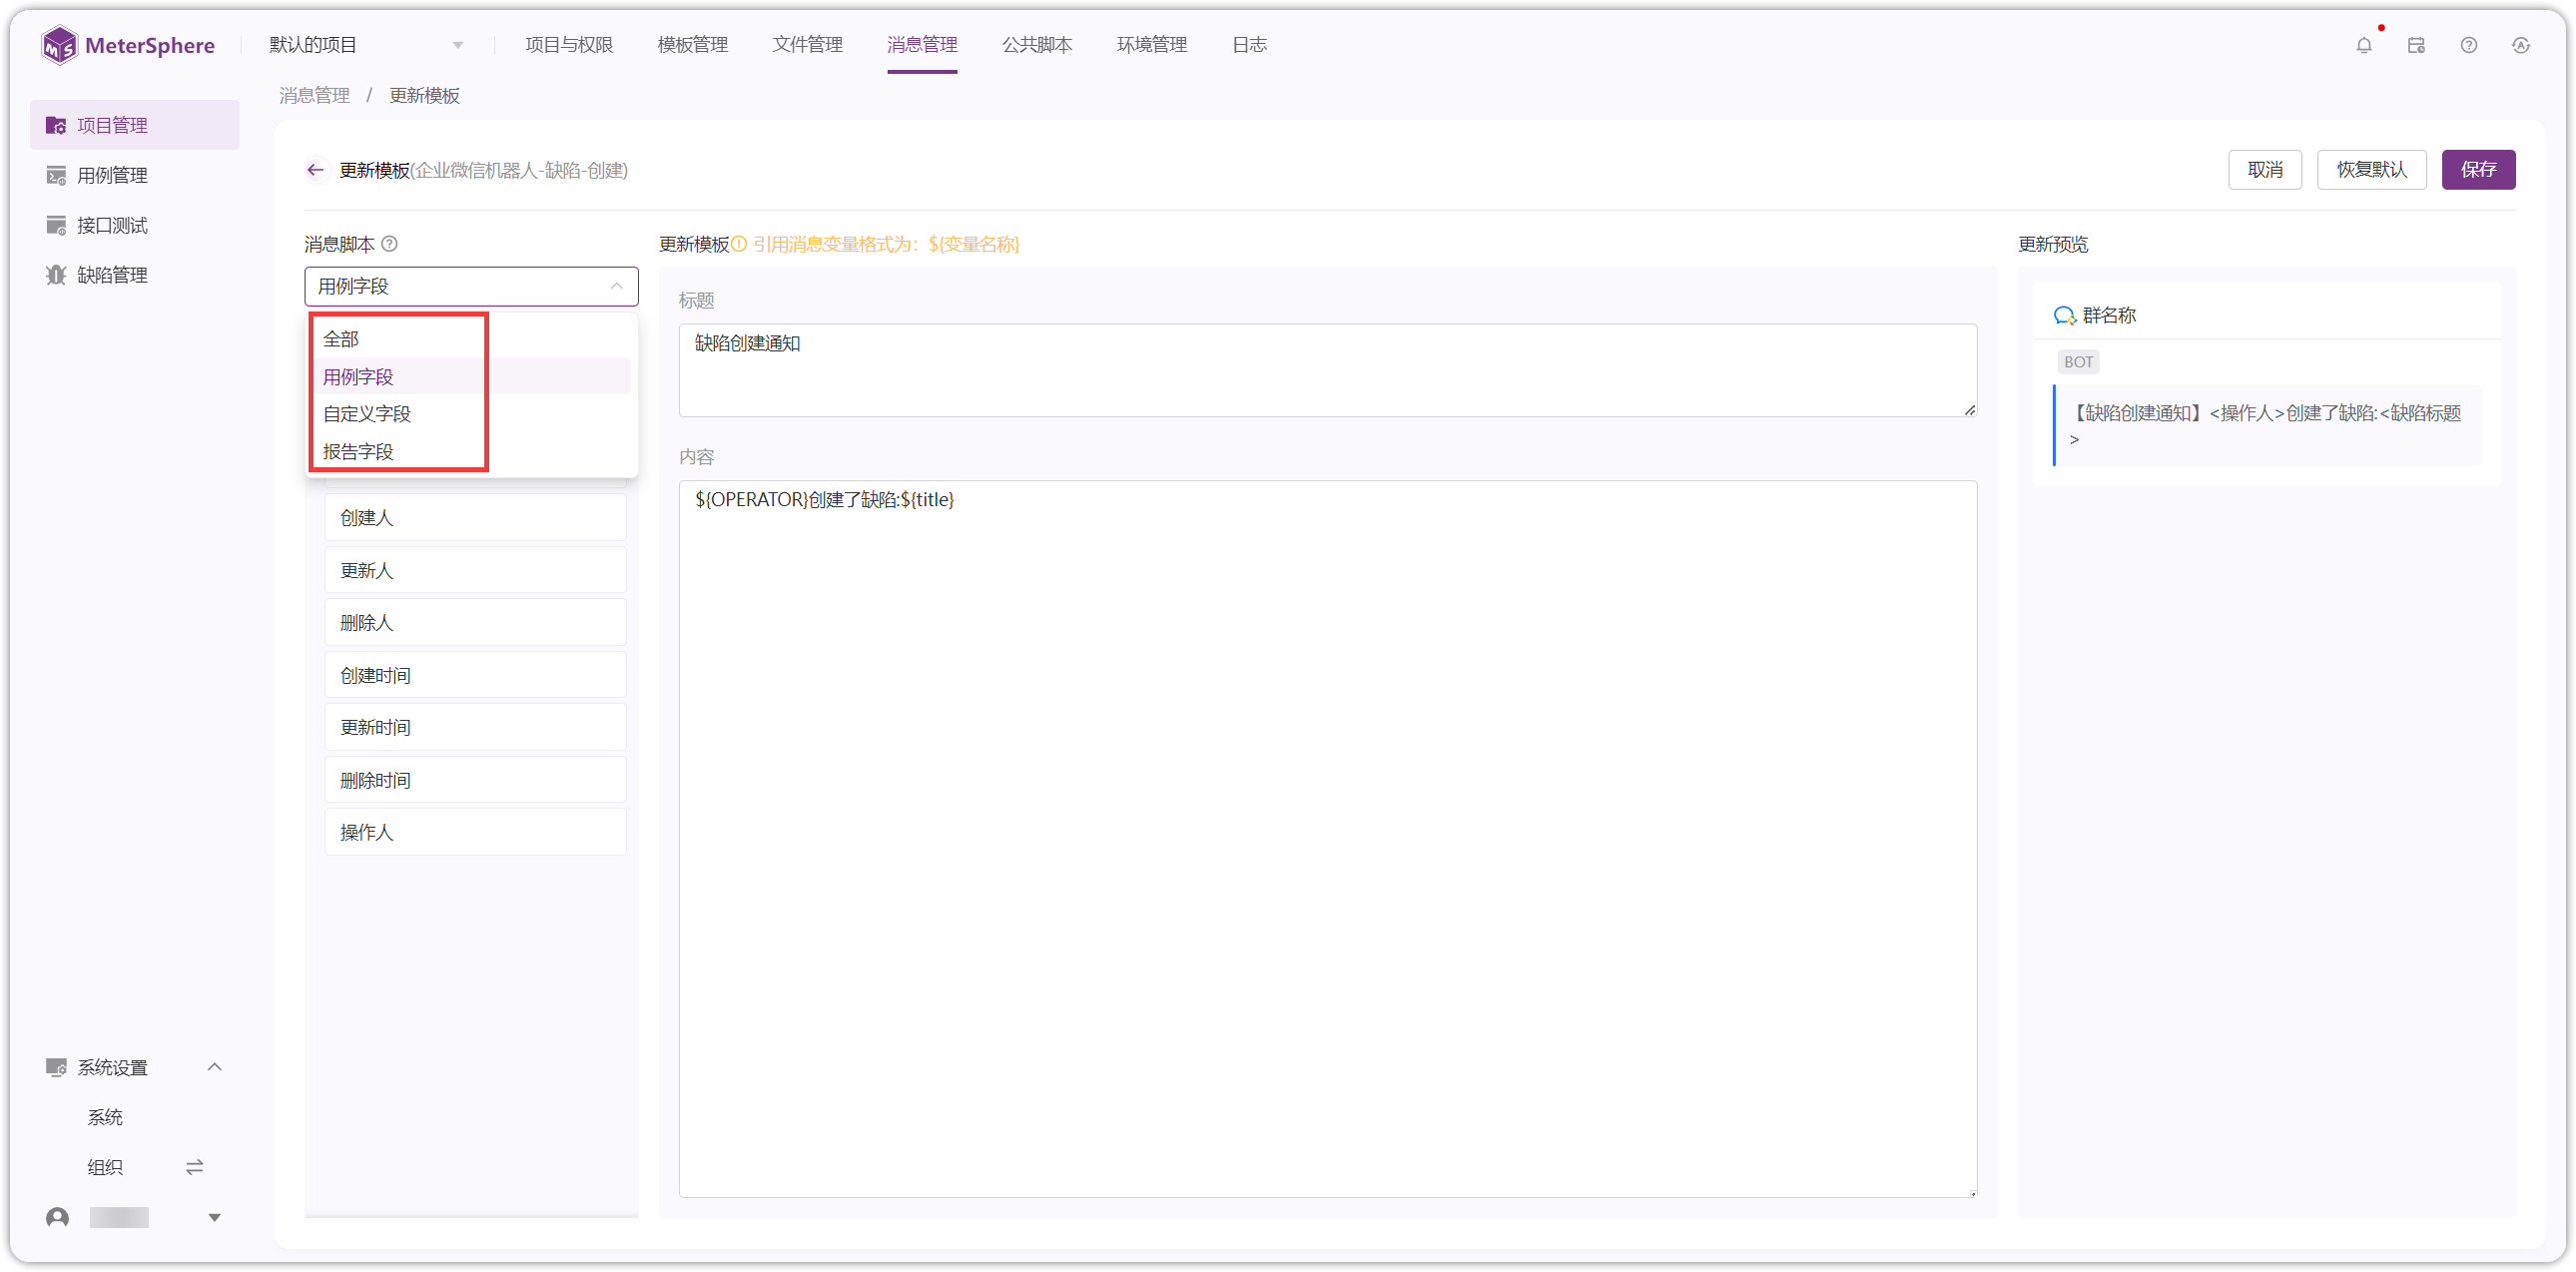 MeterSphere
默认的项目
项目与权限
模板管理
文件管理
消息管理
公共脚本
环境管理
日志
消息管理 / 更新模板
项目管理
用例管理
接口测试
缺陷管理
更新模板(企业微信机器人-缺陷-创建)
取消
恢复默认
保存
消息脚本
用例字段
全部
用例字段
自定义字段
报告字段
创建人
更新人
删除人
创建时间
更新时间
删除时间
操作人
更新模板 引用消息变量格式为：${变量名称}
标题
缺陷创建通知
内容
${OPERATOR}创建了缺陷:${title}
更新预览
群名称
BOT
【缺陷创建通知】<操作人>创建了缺陷:<缺陷标题
>
系统设置
系统
组织